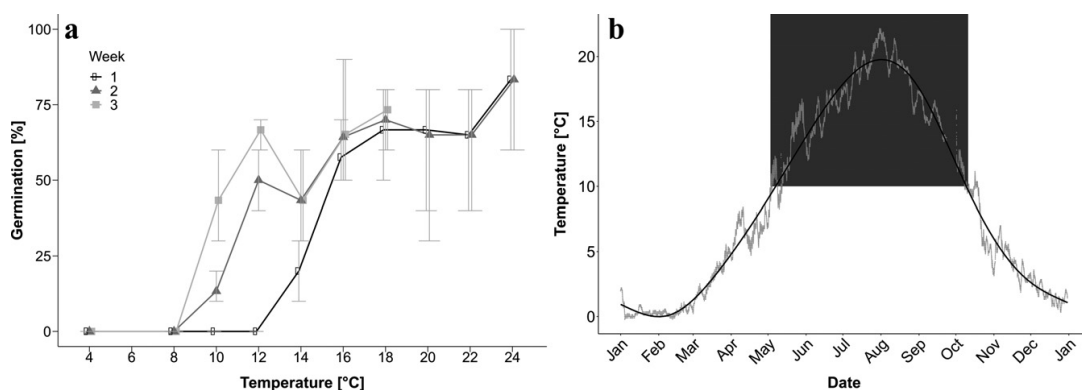 a
Week
1
2
3
Germination [%]
100
75
50
25
0
4 6 8 10 12 14 16 18 20 22 24
Temperature [°C]
b
Temperature [°C]
20
15
10
5
0
Jan Feb Mar Apr May Jun Jul Aug Sep Oct Nov Dec Jan
Date